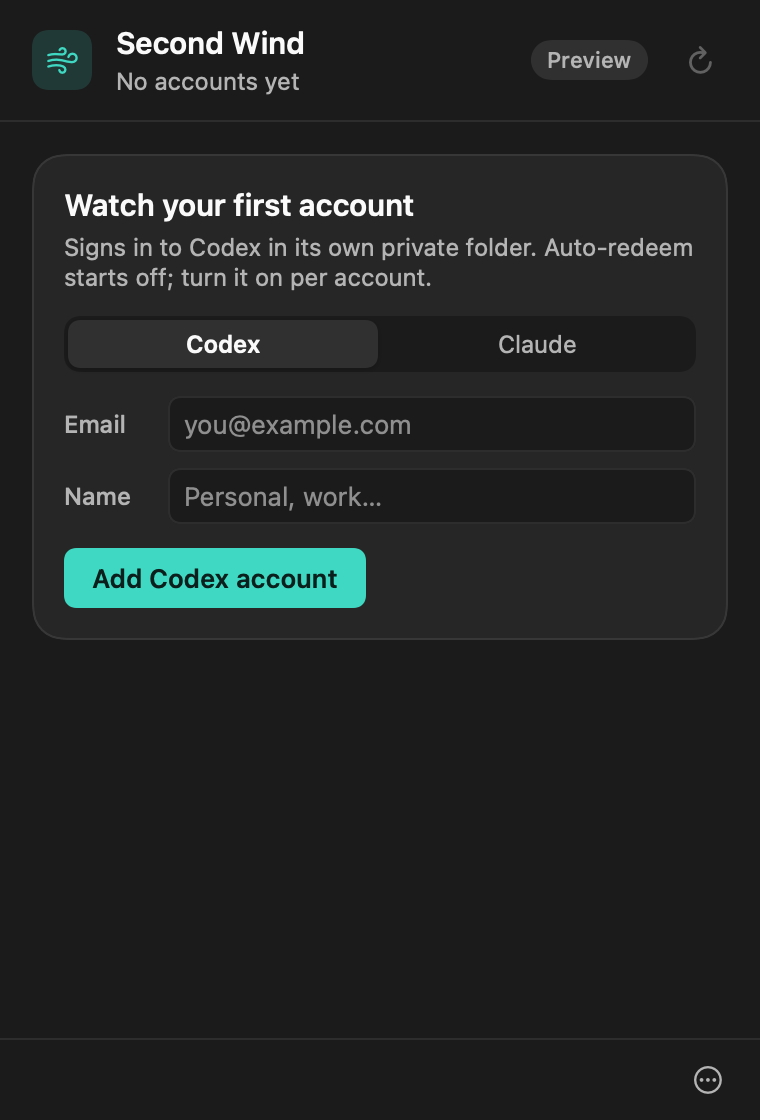 Second Wind
No accounts yet
Preview
Watch your first account
Signs in to Codex in its own private folder. Auto-redeem
starts off; turn it on per account.
Codex
Claude
Email
you@example.com
Name
Personal, work...
Add Codex account